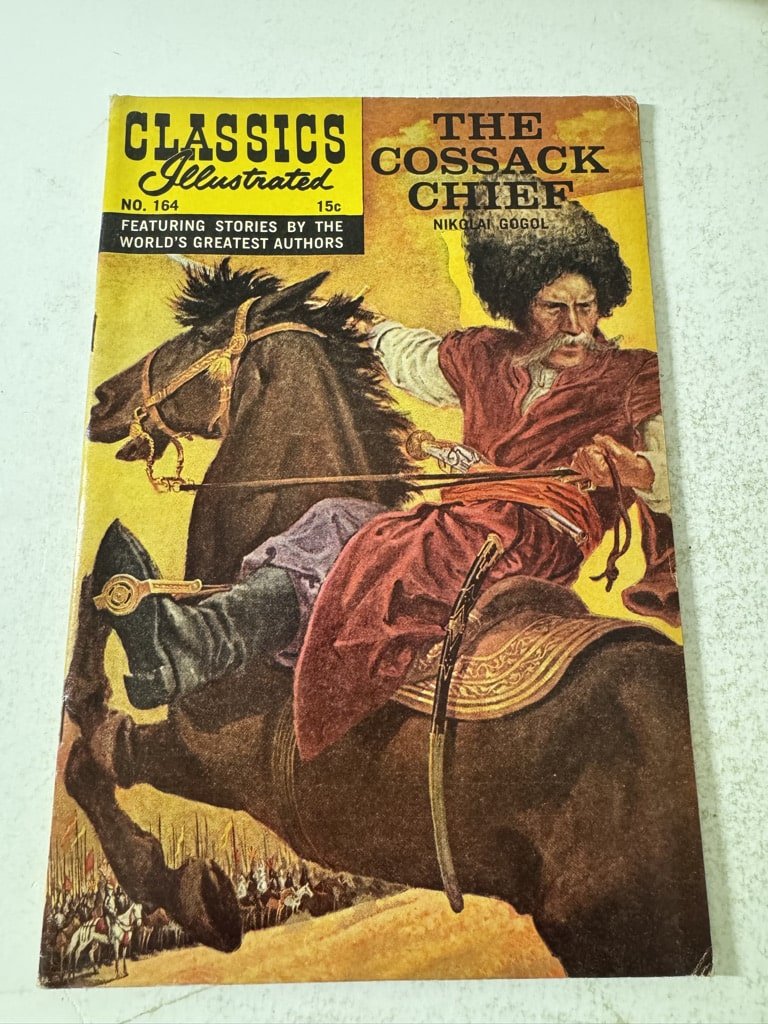 CLASSICS
Illustrated
NO. 164 15c
FEATURING STORIES BY THE
WORLD'S GREATEST AUTHORS
THE
COSSACK
CHIEF
NIKOLAI GOGOL